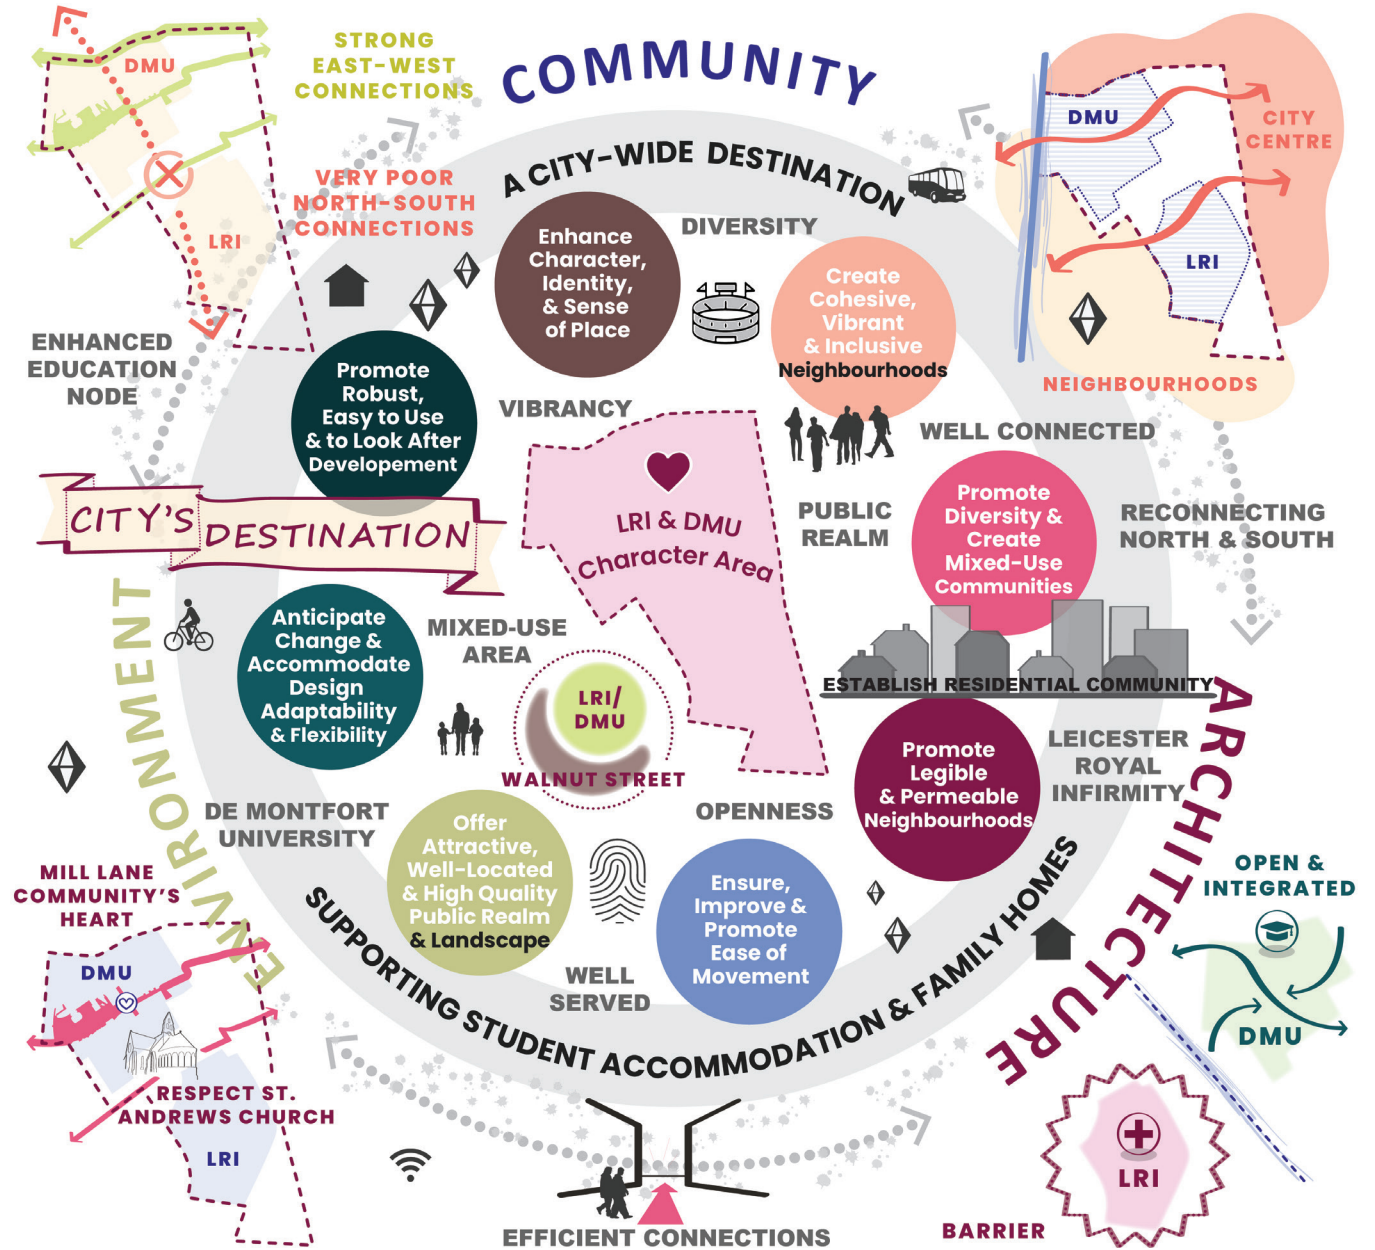 COMMUNITY
STRONG
EAST-WEST
CONNECTIONS
DMU
LRI
VERY POOR
NORTH-SOUTH
CONNECTIONS
A CITY-WIDE DESTINATION
DMU
CITY
CENTRE
LRI
NEIGHBOURHOODS
DIVERSITY
Enhance
Character,
Identity,
& Sense
of Place
Create
Cohesive,
Vibrant
& Inclusive
Neighbourhoods
ENHANCED
EDUCATION
NODE
Promote
Robust,
Easy to Use
& to Look After
Developement
VIBRANCY
WELL CONNECTED
LRI & DMU
Character Area
PUBLIC
REALM
Promote
Diversity &
Create
Mixed-Use
Communities
RECONNECTING
NORTH & SOUTH
CITY'S
DESTINATION
ENVIRONMENT
Anticipate
Change &
Accommodate
Design
Adaptability
& Flexibility
MIXED-USE
AREA
LRI/
DMU
WALNUT STREET
ESTABLISH RESIDENTIAL COMMUNITY
ARCHITECTURE
Promote
Legible
& Permeable
Neighbourhoods
LEICESTER
ROYAL
INFIRMITY
DE MONTFORT
UNIVERSITY
OPENNESS
Offer
Attractive,
Well-Located
& High Quality
Public Realm
& Landscape
Ensure,
Improve &
Promote
Ease of
Movement
WELL
SERVED
SUPPORTING STUDENT ACCOMMODATION & FAMILY HOMES
MILL LANE
COMMUNITY'S
HEART
DMU
RESPECT ST.
ANDREWS CHURCH
LRI
OPEN &
INTEGRATED
DMU
LRI
BARRIER
EFFICIENT CONNECTIONS